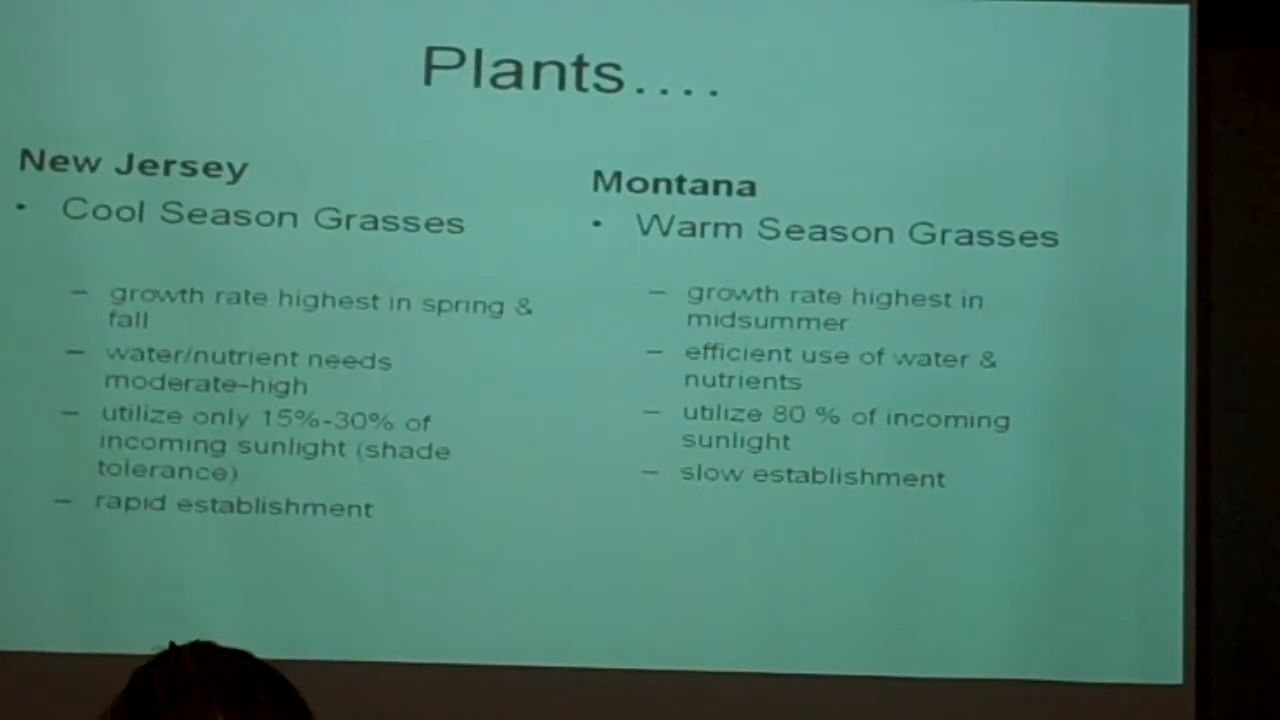 Plants....
New Jersey
• Cool Season Grasses
– growth rate highest in spring &
fall
– water/nutrient needs
moderate-high
– utilize only 15%-30% of
incoming sunlight (shade
tolerance)
– rapid establishment
Montana
• Warm Season Grasses
– growth rate highest in
midsummer
– efficient use of water &
nutrients
– utilize 80 % of incoming
sunlight
– slow establishment